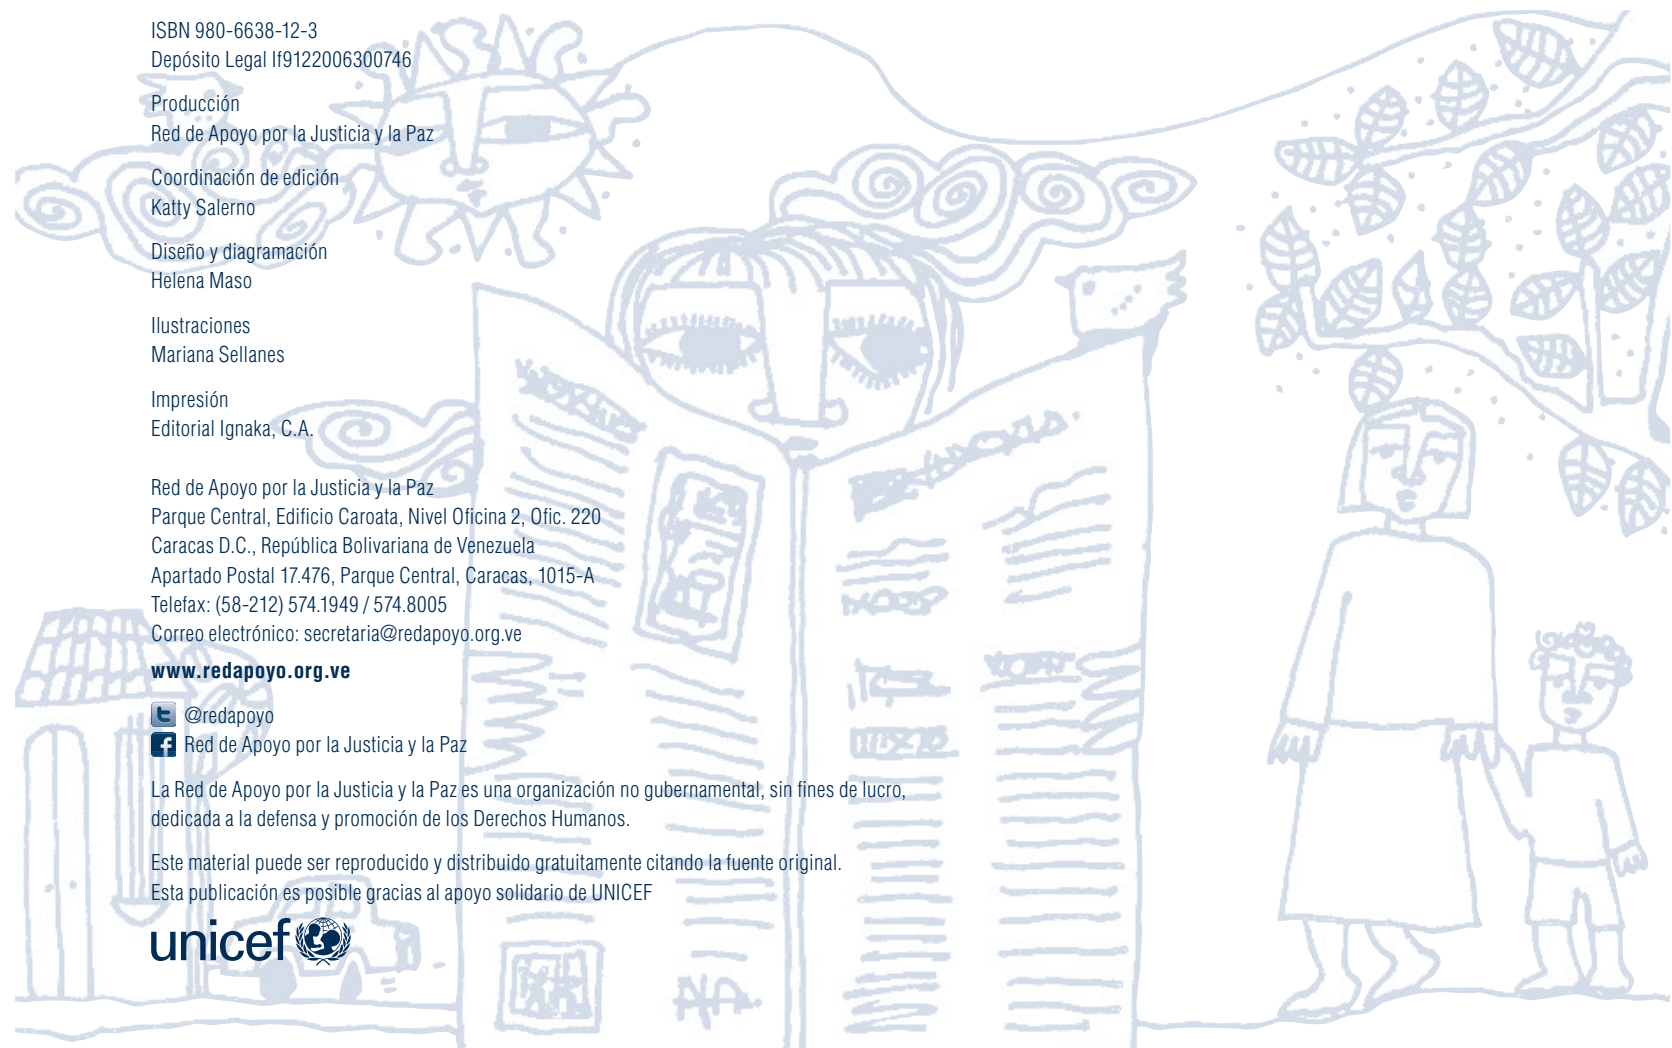 ISBN 980-6638-12-3
Depósito Legal lf9122006300746
Producción
Red de Apoyo por la Justicia y la Paz
Coordinación de edición
Katty Salerno
Diseño y diagramación
Helena Maso
Ilustraciones
Mariana Sellanes
Impresión
Editorial Ignaka, C.A.
Red de Apoyo por la Justicia y la Paz
Parque Central, Edificio Caroata, Nivel Oficina 2, Ofic. 220
Caracas D.C., República Bolivariana de Venezuela
Apartado Postal 17.476, Parque Central, Caracas, 1015-A
Telefax: (58-212) 574.1949 / 574.8005
Correo electrónico: secretaria@redapoyo.org.ve
www.redapoyo.org.ve
@redapoyo
Red de Apoyo por la Justicia y la Paz
La Red de Apoyo por la Justicia y la Paz es una organización no gubernamental, sin fines de lucro,
dedicada a la defensa y promoción de los Derechos Humanos.
Este material puede ser reproducido y distribuido gratuitamente citando la fuente original.
Esta publicación es posible gracias al apoyo solidario de UNICEF
unicef